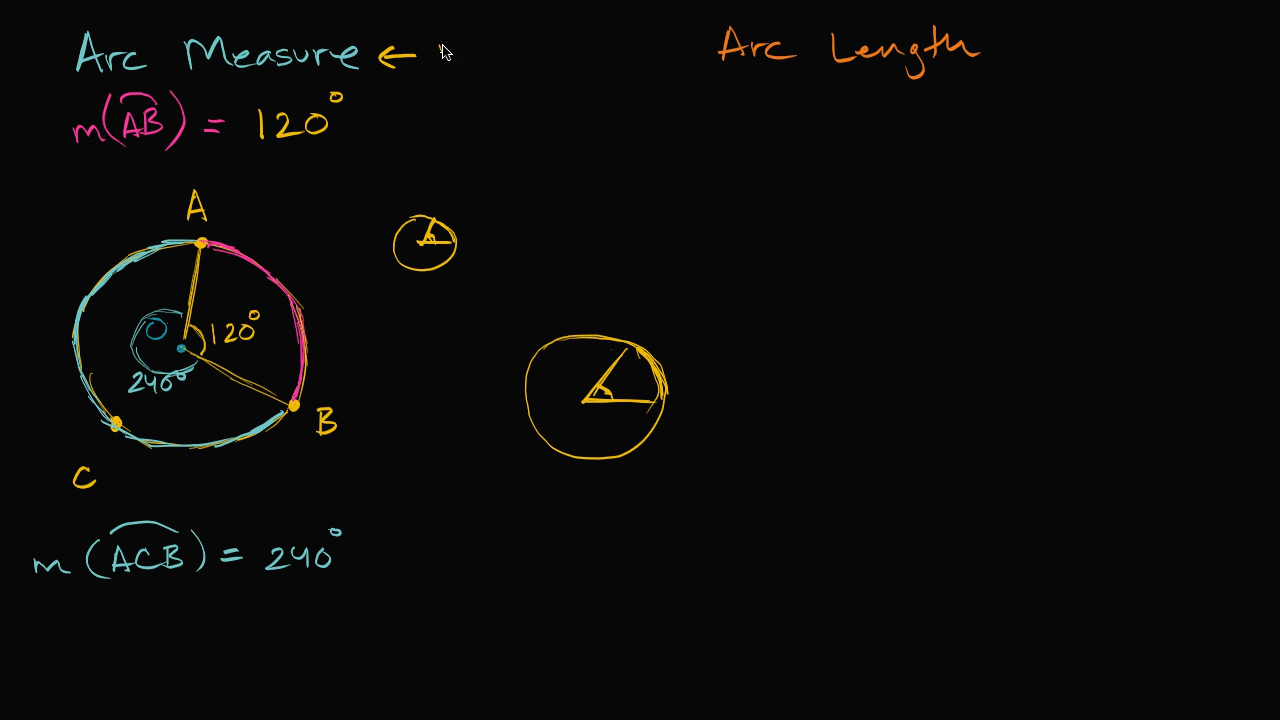 Arc Measure ←
Arc Length
m(AB) = 120°
A
120°
240°
B
C
m (ACB) = 240°